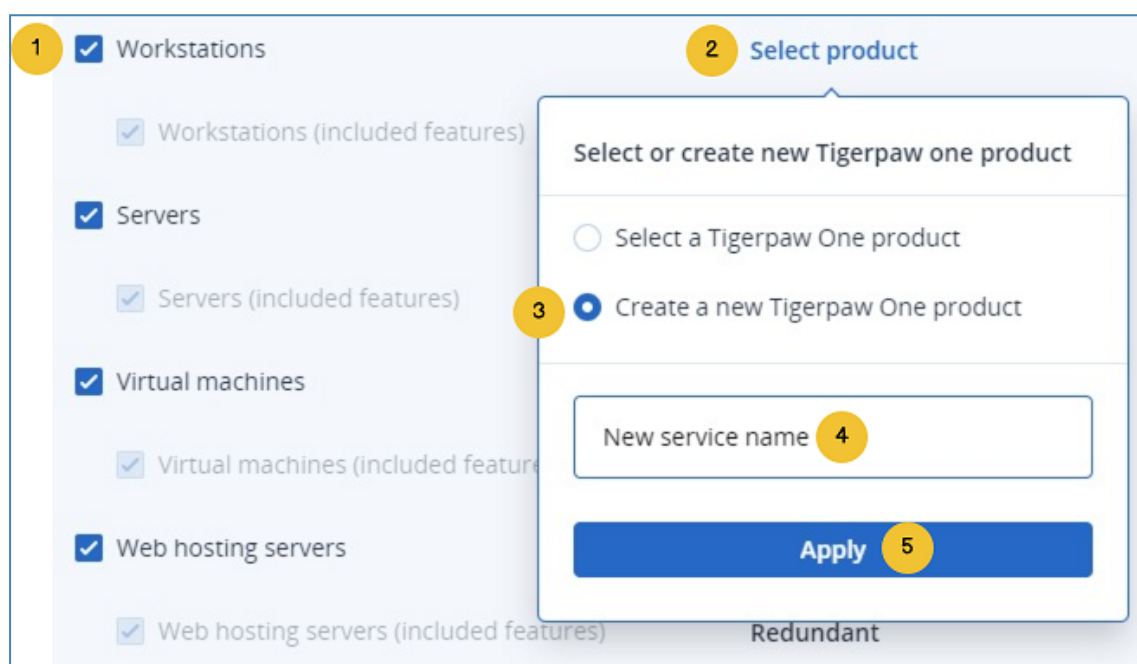 1 Workstations 2 Select product
Workstations (included features)
Select or create new Tigerpaw one product
Servers
Select a Tigerpaw One product
Servers (included features)
3 Create a new Tigerpaw One product
Virtual machines
New service name 4
Virtual machines (included feature
Web hosting servers
Apply 5
Web hosting servers (included features) Redundant